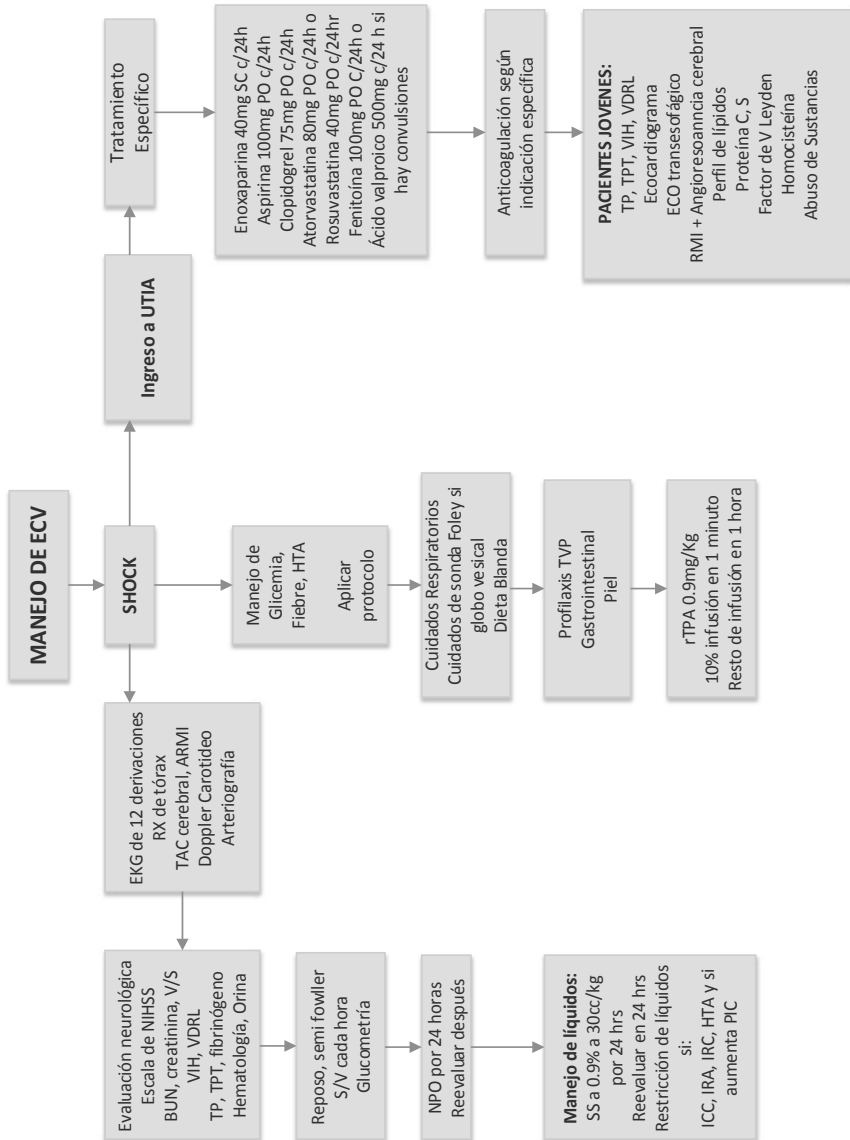 MANEJO DE ECV
SHOCK
EKG de 12 derivaciones
RX de tórax
TAC cerebral, ARMI
Doppler Carotideo
Arteriografía
Evaluación neurológica
Escala de NIHSS
BUN, creatinina, V/S
VIH, VDRL
TP, TPT, fibrinógeno
Hematología, Orina
Reposo, semi fowller
S/V cada hora
Glucometría
NPO por 24 horas
Reevaluar después
Manejo de líquidos:
SS a 0.9% a 30cc/kg
por 24 hrs
Reevaluar en 24 hrs
Restricción de líquidos
si:
ICC, IRA, IRC, HTA y si
aumenta PIC
Manejo de
Glicemia,
Fiebre, HTA
Aplicar
protocolo
Cuidados Respiratorios
Cuidados de sonda Foley si
globo vesical
Dieta Blanda
Profilaxis TVP
Gastrointestinal
Piel
rTPA 0.9mg/Kg
10% infusión en 1 minuto
Resto de infusión en 1 hora
Ingreso a UTIA
Tratamiento
Específico
Enoxaparina 40mg SC c/24h
Aspirina 100mg PO c/24h
Clopidogrel 75mg PO c/24h
Atorvastatina 80mg PO c/24h o
Rosuvastatina 40mg PO c/24hr
Fenitoína 100mg PO c/24h o
Ácido valproico 500mg c/24 h si
hay convulsiones
Anticoagulación según
indicación específica
PACIENTES JOVENES:
TP, TPT, VIH, VDRL
Ecocardiograma
ECO transesofágico
RMI + Angioresoanncia cerebral
Perfil de lípidos
Proteína C, S
Factor de V Leyden
Homocisteína
Abuso de Sustancias